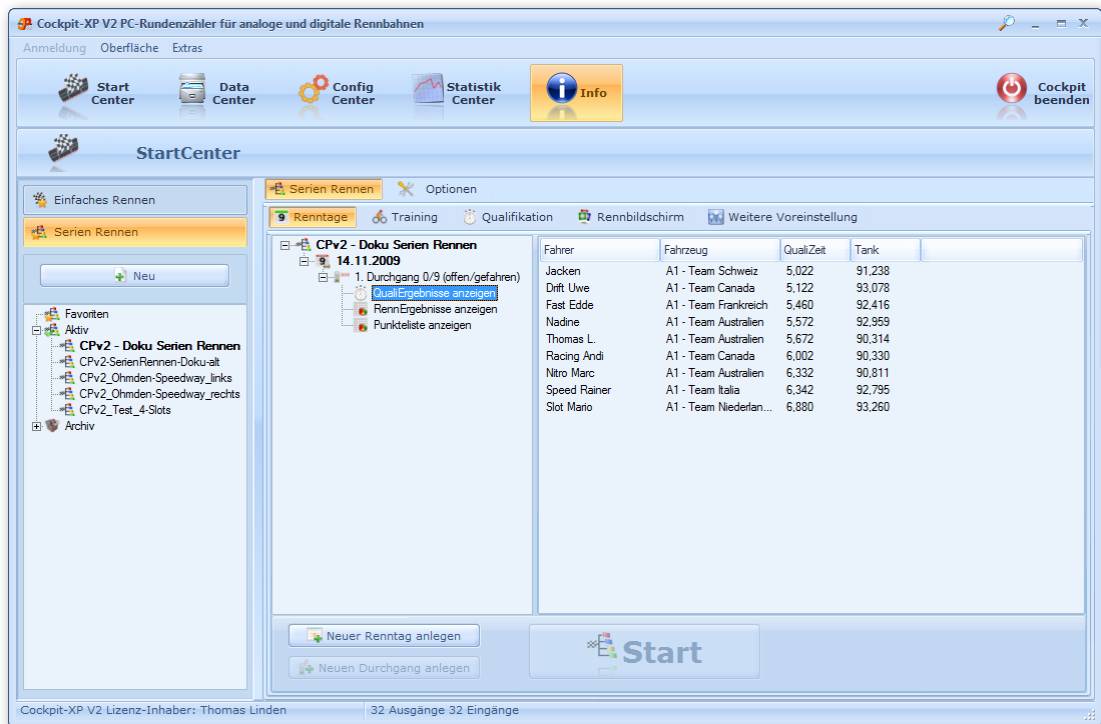 Cockpit-XP V2 PC-Rundenzähler für analoge und digitale Rennbahnen
Anmeldung Oberfläche Extras
Start Center
Data Center
Config Center
Statistik Center
Info
Cockpit beenden
StartCenter
Einfaches Rennen
Serien Rennen
Neu
Favoriten
Aktiv
CPv2 - Doku Serien Rennen
CPv2-SerienRennen-Doku-alt
CPv2_Ohmden-Speedway_links
CPv2_Ohmden-Speedway_rechts
CPv2_Test_4-Slots
Archiv
Serien Rennen Optionen
9 Renntage Training Qualifikation Rennbildschirm Weitere Voreinstellung
CPv2 - Doku Serien Rennen
9 14.11.2009
1. Durchgang 0/9 (offen/gefahren)
QualiErgebnisse anzeigen
RennErgebnisse anzeigen
Punkteliste anzeigen
Fahrer Fahrzeug QualiZeit Tank
Jacken A1 - Team Schweiz 5,022 91,238
Drift Uwe A1 - Team Canada 5,122 93,078
Fast Edde A1 - Team Frankreich 5,460 92,416
Nadine A1 - Team Australien 5,572 92,959
Thomas L. A1 - Team Australien 5,672 90,314
Racing Andi A1 - Team Canada 6,002 90,330
Nitro Marc A1 - Team Australien 6,332 90,811
Speed Rainer A1 - Team Italia 6,342 92,795
Slot Mario A1 - Team Niederlan... 6,880 93,260
Neuer Renntag anlegen
Neuen Durchgang anlegen
Start
Cockpit-XP V2 Lizenz-Inhaber: Thomas Linden 32 Ausgänge 32 Eingänge